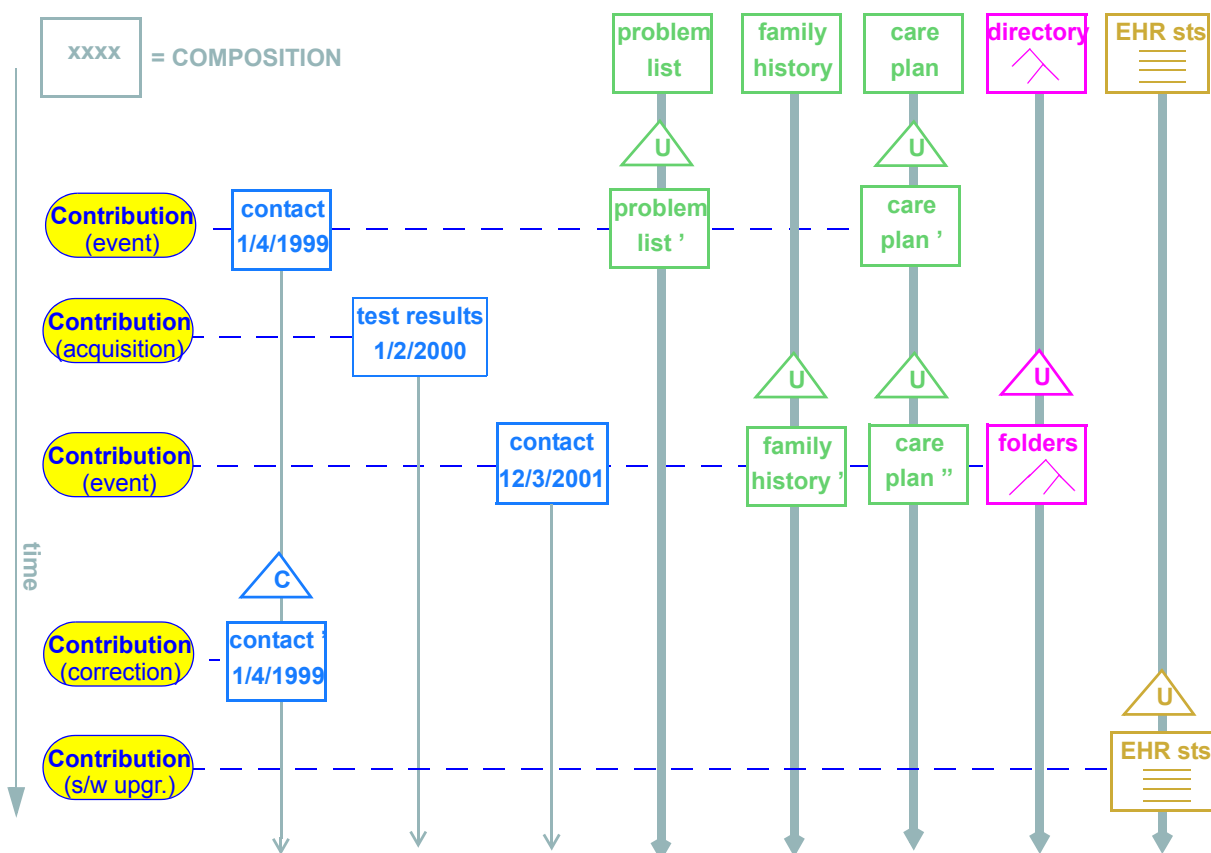 xxxx
= COMPOSITION
problem
list
family
history
care
plan
directory
EHR sts
U
U
Contribution
(event)
contact
1/4/1999
problem
list ’
care
plan ’
Contribution
(acquisition)
test results
1/2/2000
U
U
U
Contribution
(event)
contact
12/3/2001
family
history ’
care
plan ”
folders
time
C
Contribution
(correction)
contact ’
1/4/1999
U
Contribution
(s/w upgr.)
EHR sts